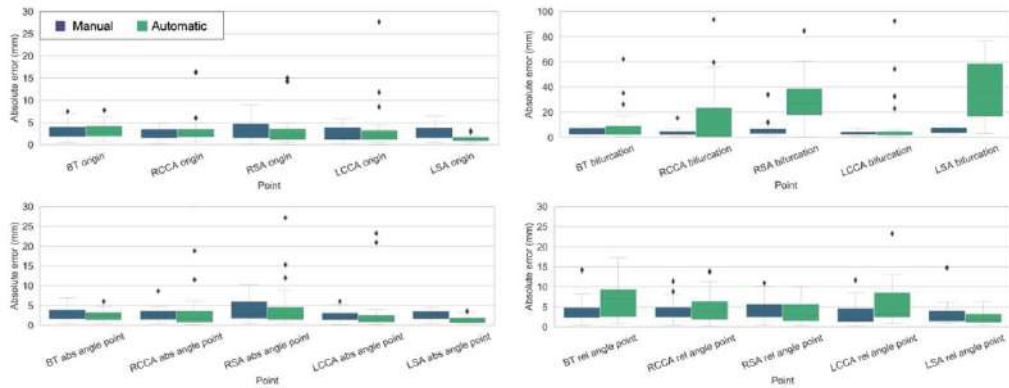 Manual Automatic
Absolute error (mm)
30
25
20
15
10
5
0
BT origin
RCCA origin
RSA origin
LCCA origin
LSA origin
Point
Absolute error (mm)
100
80
60
40
20
0
BT bifurcation
RCCA bifurcation
RSA bifurcation
LCCA bifurcation
LSA bifurcation
Point
Absolute error (mm)
30
25
20
15
10
5
0
BT abs angle point
RCCA abs angle point
RSA abs angle point
LCCA abs angle point
LSA abs angle point
Point
Absolute error (mm)
30
25
20
15
10
5
0
BT rel angle point
RCCA rel angle point
RSA rel angle point
LCCA rel angle point
LSA rel angle point
Point